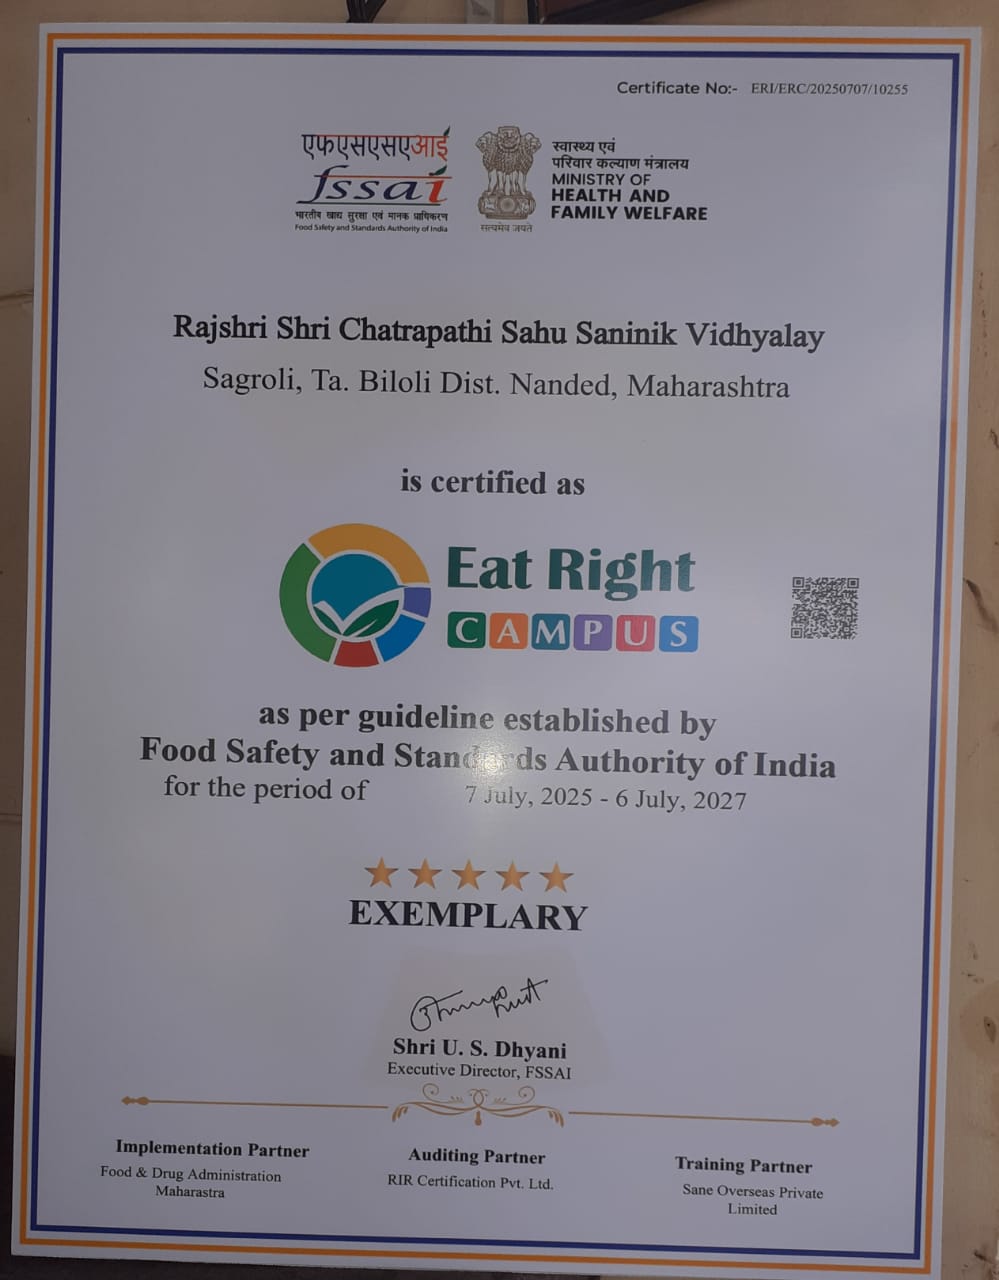 Certificate No:- ERI/ERC/20250707/10255
एफएसएसएआई
fssai
भारतीय खाद्य सुरक्षा एवं मानक प्राधिकरण
Food Safety and Standards Authority of India
सत्यमेव जयते
स्वास्थ्य एवं
परिवार कल्याण मंत्रालय
MINISTRY OF
HEALTH AND
FAMILY WELFARE
Rajshri Shri Chatrapathi Sahu Saninik Vidhyalay
Sagroli, Ta. Biloli Dist. Nanded, Maharashtra
is certified as
Eat Right
CAMPUS
as per guideline established by
Food Safety and Standards Authority of India
for the period of 7 July, 2025 - 6 July, 2027
EXEMPLARY
Shri U. S. Dhyani
Executive Director, FSSAI
Implementation Partner
Food & Drug Administration
Maharastra
Auditing Partner
RIR Certification Pvt. Ltd.
Training Partner
Sane Overseas Private
Limited